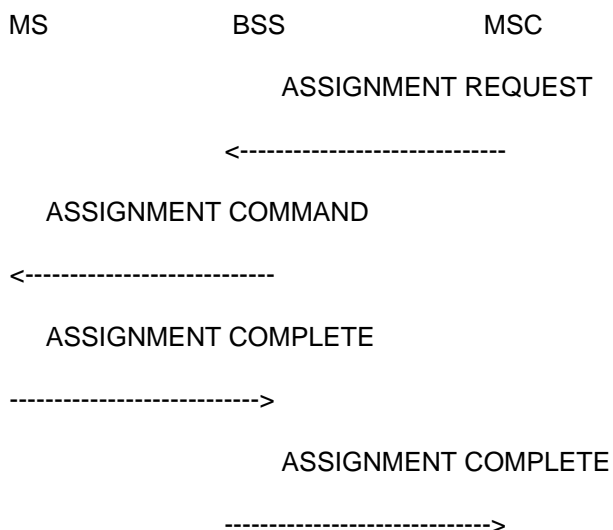 MS BSS MSC
ASSIGNMENT REQUEST
<------------------------------
ASSIGNMENT COMMAND
<----------------------------
ASSIGNMENT COMPLETE
---------------------------->
ASSIGNMENT COMPLETE
------------------------------>